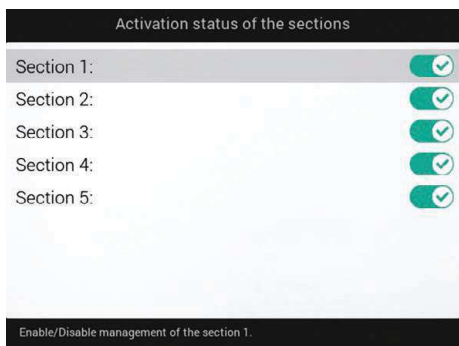 Activation status of the sections
Section 1:
Section 2:
Section 3:
Section 4:
Section 5:
Enable/Disable management of the section 1.